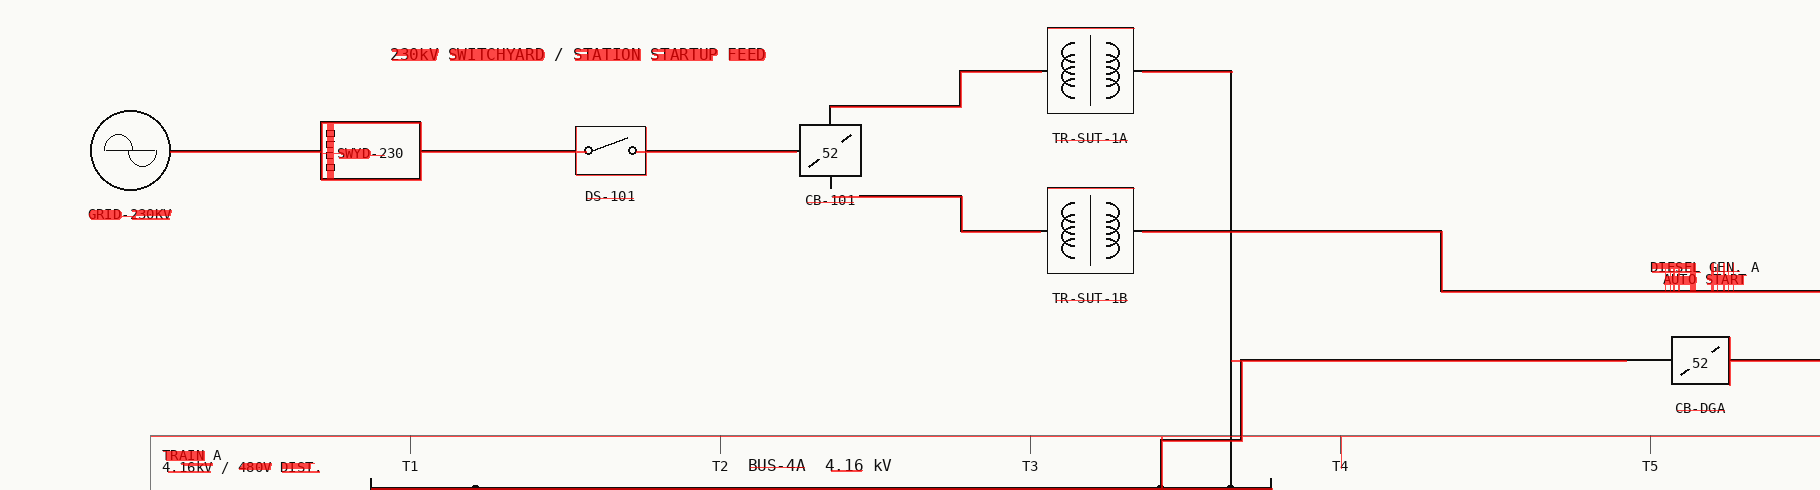 230kV SWITCHYARD / STATION STARTUP FEED
SWYD-230
GRID-230KV
DS-101
52
CB-101
TR-SUT-1A
TR-SUT-1B
DIESEL GEN. A
AUTO START
52
CB-DGA
TRAIN A
4.16kV / 480V DIST.
T1
T2
BUS-4A 4.16 kV
T3
T4
T5